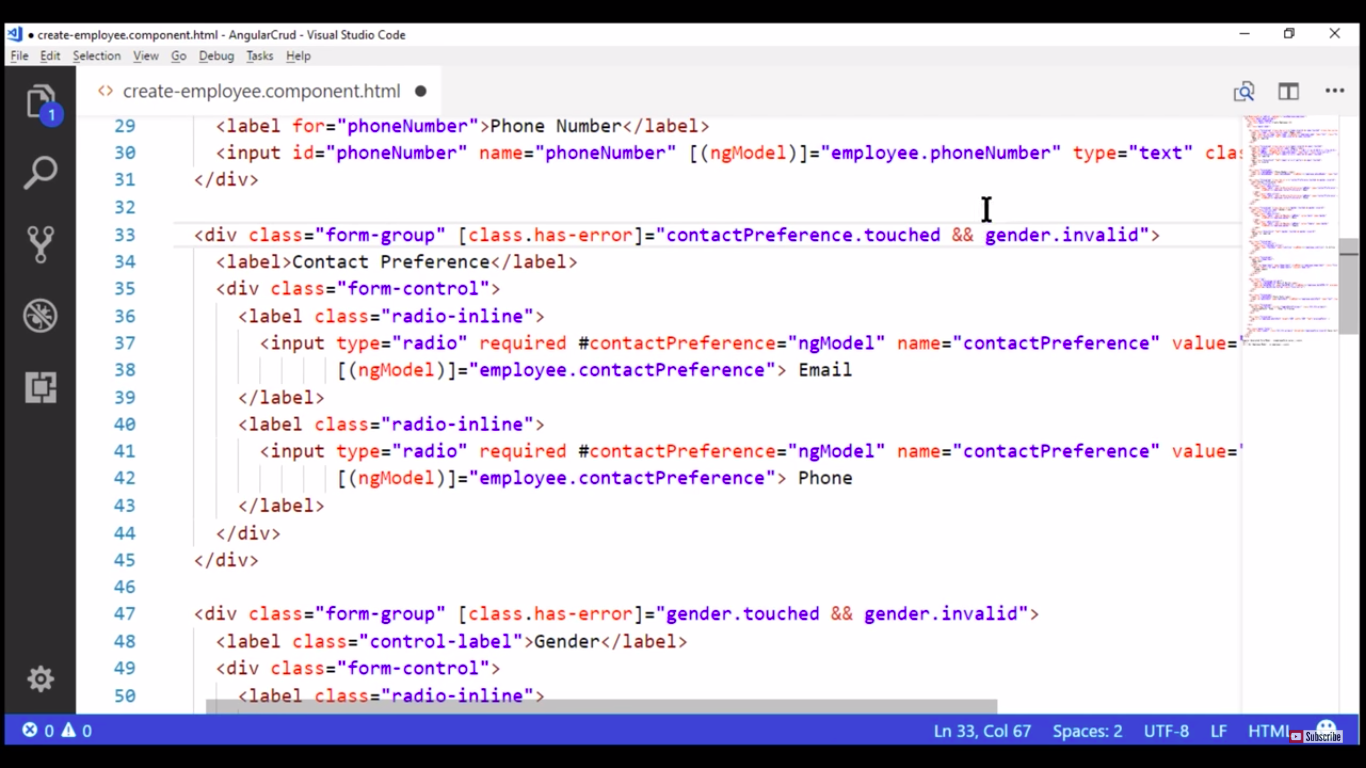 ● create-employee.component.html - AngularCrud - Visual Studio Code
File Edit Selection View Go Debug Tasks Help
1
<> create-employee.component.html ●
29 <label for="phoneNumber">Phone Number</label>
30 <input id="phoneNumber" name="phoneNumber" [(ngModel)]="employee.phoneNumber" type="text" clas
31 </div>
32
33 <div class="form-group" [class.has-error]="contactPreference.touched && gender.invalid">
34 <label>Contact Preference</label>
35 <div class="form-control">
36 <label class="radio-inline">
37 <input type="radio" required #contactPreference="ngModel" name="contactPreference" value="
38 [(ngModel)]="employee.contactPreference"> Email
39 </label>
40 <label class="radio-inline">
41 <input type="radio" required #contactPreference="ngModel" name="contactPreference" value="
42 [(ngModel)]="employee.contactPreference"> Phone
43 </label>
44 </div>
45 </div>
46
47 <div class="form-group" [class.has-error]="gender.touched && gender.invalid">
48 <label class="control-label">Gender</label>
49 <div class="form-control">
50 <label class="radio-inline">
0 0 Ln 33, Col 67 Spaces: 2 UTF-8 LF HTML Subscribe